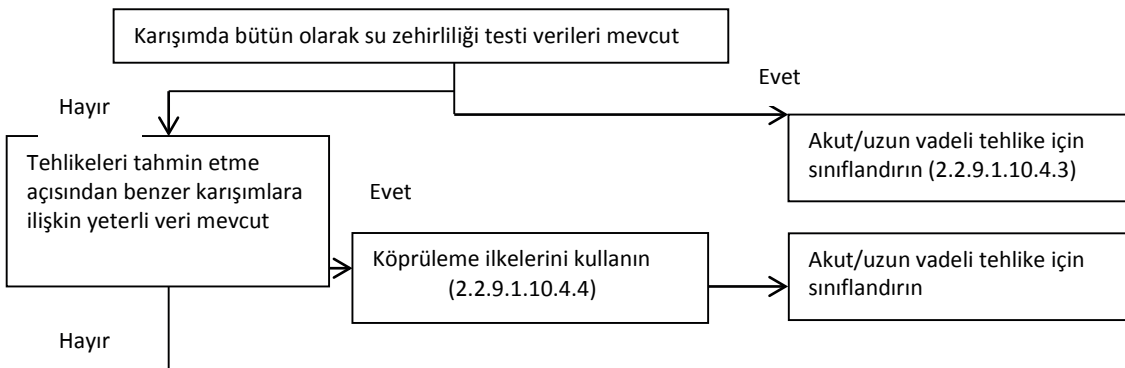 Karışımda bütün olarak su zehirliliği testi verileri mevcut
Evet
Hayır
Akut/uzun vadeli tehlike için
sınıflandırın (2.2.9.1.10.4.3)
Tehlikeleri tahmin etme
açısından benzer karışımlara
ilişkin yeterli veri mevcut
Evet
Köprüleme ilkelerini kullanın
(2.2.9.1.10.4.4)
Akut/uzun vadeli tehlike için
sınıflandırın
Hayır